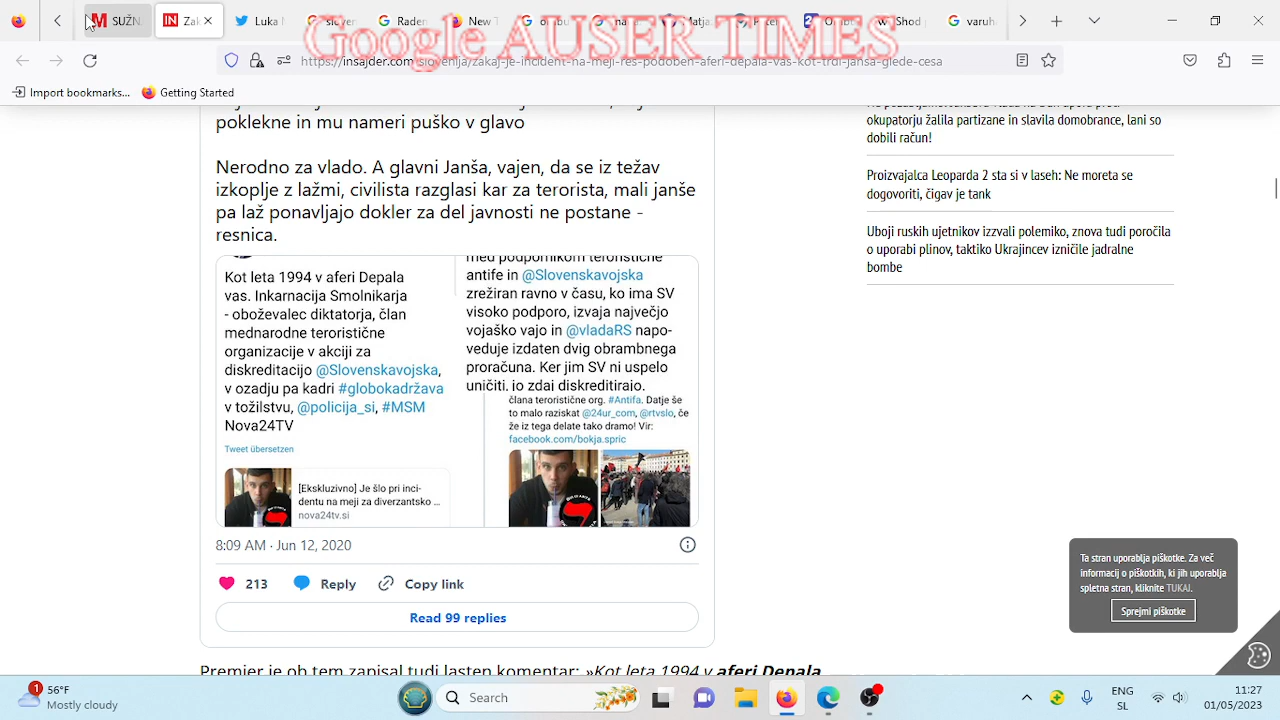 SUŽN
Zak
Luka
sloven
Rader
New T
Matja
Peter
Shod
varuh
Google AUSER TIMES
https://insajder.com/slovenija/zakaj-je-incident-na-meji-res-podoben-aferi-depala-vas-kot-trdi-jansa-glede-cesa
Import bookmarks...
Getting Started
poklekne in mu nameri puško v glavo
Nerodno za vlado. A glavni Janša, vajen, da se iz težav
izkoplje z lažmi, civilista razglasi kar za terorista, mali janše
pa laž ponavljajo dokler za del javnosti ne postane -
resnica.
Kot leta 1994 v aferi Depala
vas. Inkarnacija Smolnikarja
- oboževalec diktatorja, član
mednarodne teroristične
organizacije v akciji za
diskreditacijo @Slovenskavojska,
v ozadju pa kadri #globokadržava
v tožilstvu, @policija_si, #MSM
Nova24TV
Tweet übersetzen
[Ekskluzivno] Je šlo pri inci-
dentu na meji za diverzantsko ...
nova24tv.si
med podpornikom teroristične
antife in @Slovenskavojska
zrežiran ravno v času, ko ima SV
visoko podporo, izvaja največjo
vojaško vajo in @vladaRS napo-
veduje izdaten dvig obrambnega
proračuna. Ker jim SV ni uspelo
uničiti, jo zdaj diskreditirajo.
člana teroristične org. #Antifa. Datje še
to malo raziskat @24ur_com, @rtvslo, če
že iz tega delate tako dramo! Vir:
facebook.com/bokja.spric
8:09 AM · Jun 12, 2020
213
Reply
Copy link
Read 99 replies
Premier je ob tem zapisal tudi lasten komentar: »Kot leta 1994 v aferi Depala
okupatorju žalila partizane in slavila domobrance, lani so
dobili račun!
Proizvajalca Leoparda 2 sta si v laseh: Ne moreta se
dogovoriti, čigav je tank
Uboji ruskih ujetnikov izzvali polemiko, znova tudi poročila
o uporabi plinov, taktiko Ukrajincev izničile jadralne
bombe
Ta stran uporablja piškotke. Za več
informacij o piškotkih, ki jih uporablja
spletna stran, kliknite TUKAJ.
Sprejmi piškotke
1
56°F
Mostly cloudy
Search
ENG
SL
11:27
01/05/2023